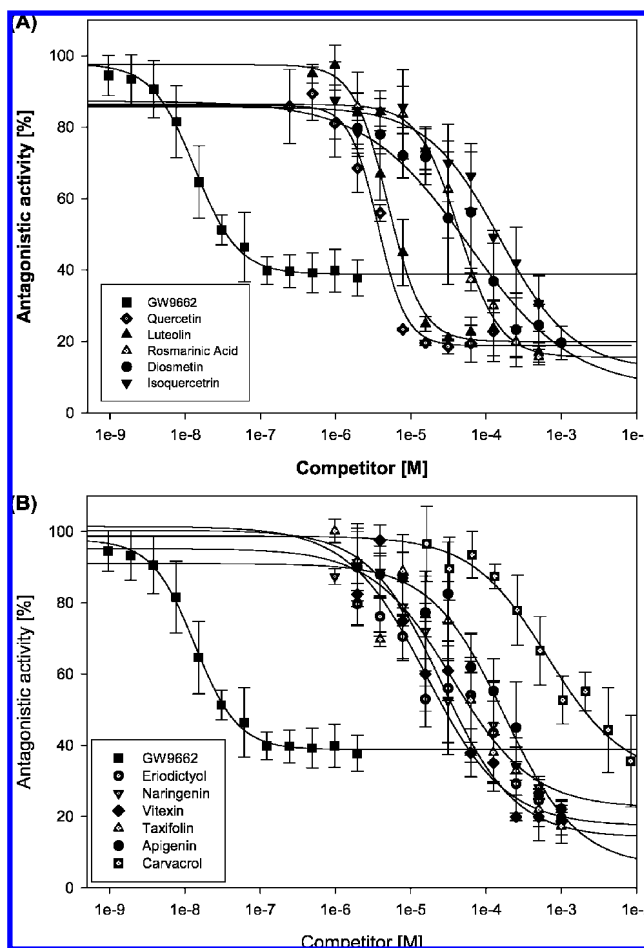 (A)
100
80
60
40
20
0
Antagonistic activity [%]
GW9662
Quercetin
Luteolin
Rosmarinic Acid
Diosmetin
Isoquercetrin
1e-9 1e-8 1e-7 1e-6 1e-5 1e-4 1e-3 1e-
Competitor [M]
(B)
100
80
60
40
20
0
Antagonistic activity [%]
GW9662
Eriodictyol
Naringenin
Vitexin
Taxifolin
Apigenin
Carvacrol
1e-9 1e-8 1e-7 1e-6 1e-5 1e-4 1e-3 1e-
Competitor [M]